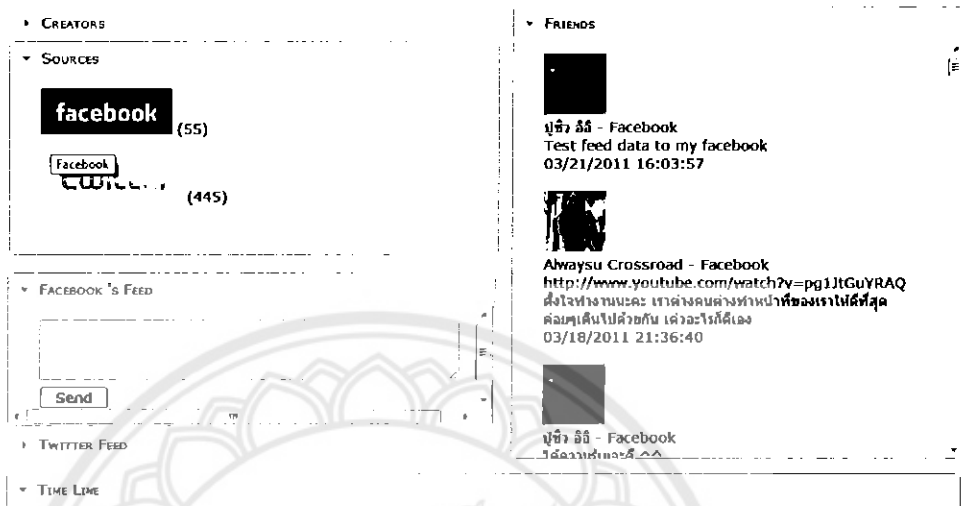 CREATORS
SOURCES
facebook
(55)
Facebook
(445)
FACEBOOK 'S FEED
Send
TWITTER FEED
TIME LINE
FRIENDS
ปูชิว อิอิ - Facebook
Test feed data to my facebook
03/21/2011 16:03:57
Alwaysu Crossroad - Facebook
http://www.youtube.com/watch?v=pg1JtGuYRAQ
ตั้งใจทำงานนะคะ เราต่างคนต่างทำหน้าที่ของเราให้ดีที่สุด
ค่อยๆเดินไปด้วยกัน เดี๋ยวอะไรก็ดีเอง
03/18/2011 21:36:40
ปูชิว อิอิ - Facebook